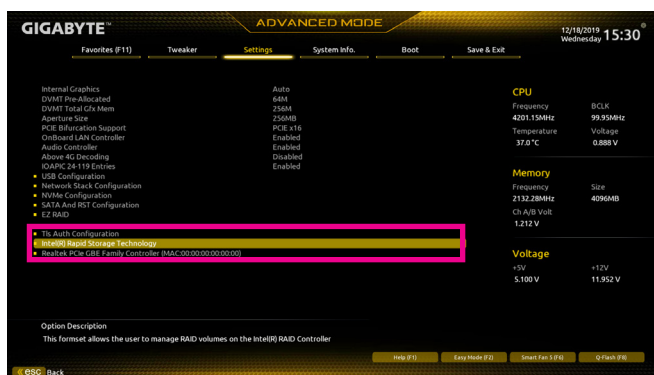 GIGABYTE™
ADVANCED MODE
12/18/2019
Wednesday 15:30
Favorites (F11) Tweaker Settings System Info. Boot Save & Exit
Internal Graphics Auto
DVMT Pre-Allocated 64M
DVMT Total Gfx Mem 256M
Aperture Size 256MB
PCIE Bifurcation Support PCIE x16
OnBoard LAN Controller Enabled
Audio Controller Enabled
Above 4G Decoding Disabled
IOAPIC 24-119 Entries Enabled
USB Configuration
Network Stack Configuration
NVMe Configuration
SATA And RST Configuration
EZ RAID
Tls Auth Configuration
Intel(R) Rapid Storage Technology
Realtek PCIe GBE Family Controller (MAC:00:00:00:00:00:00)
CPU
Frequency BCLK
4201.15MHz 99.95MHz
Temperature Voltage
37.0 °C 0.888 V
Memory
Frequency Size
2132.28MHz 4096MB
Ch A/B Volt
1.212 V
Voltage
+5V +12V
5.100 V 11.952 V
Option Description
This formset allows the user to manage RAID volumes on the Intel(R) RAID Controller
Help (F1) Easy Mode (F2) Smart Fan 5 (F6) Q-Flash (F8)
esc Back